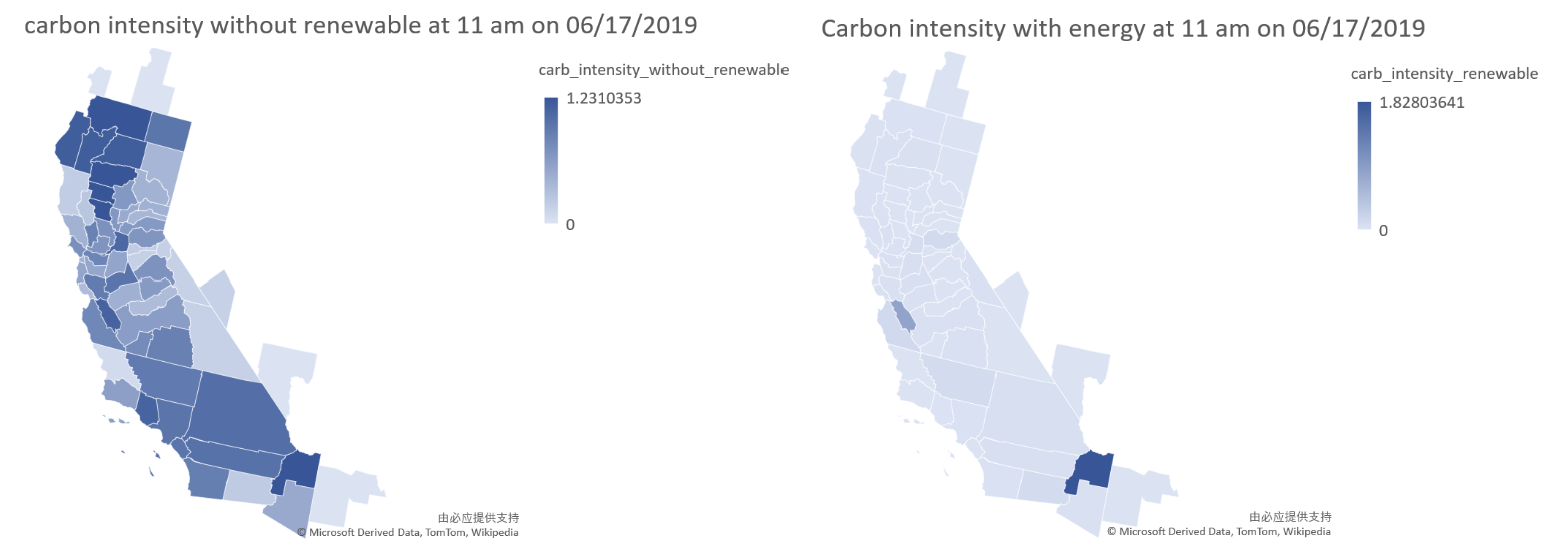 carbon intensity without renewable at 11 am on 06/17/2019
carb_intensity_without_renewable
1.2310353
0
由必应提供支持
© Microsoft Derived Data, TomTom, Wikipedia
Carbon intensity with energy at 11 am on 06/17/2019
carb_intensity_renewable
1.82803641
0
由必应提供支持
© Microsoft Derived Data, TomTom, Wikipedia